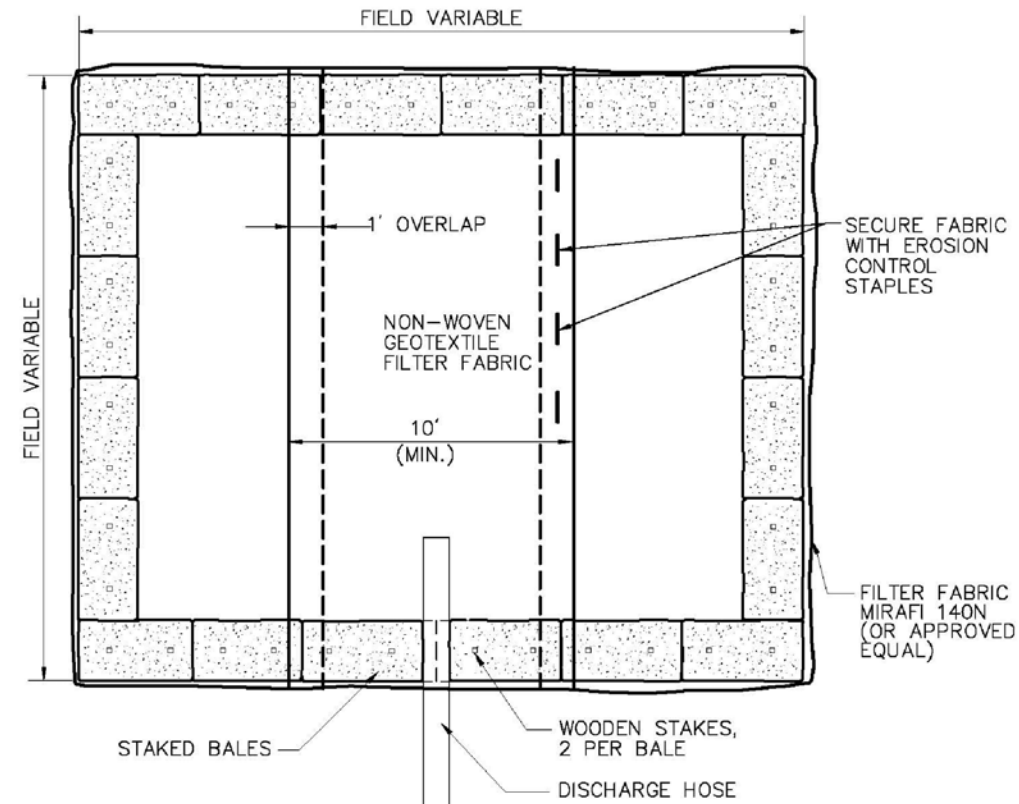 FIELD VARIABLE
FIELD VARIABLE
1' OVERLAP
SECURE FABRIC
WITH EROSION
CONTROL
STAPLES
NON-WOVEN
GEOTEXTILE
FILTER FABRIC
10'
(MIN.)
FILTER FABRIC
MIRAFI 140N
(OR APPROVED
EQUAL)
STAKED BALES
WOODEN STAKES,
2 PER BALE
DISCHARGE HOSE